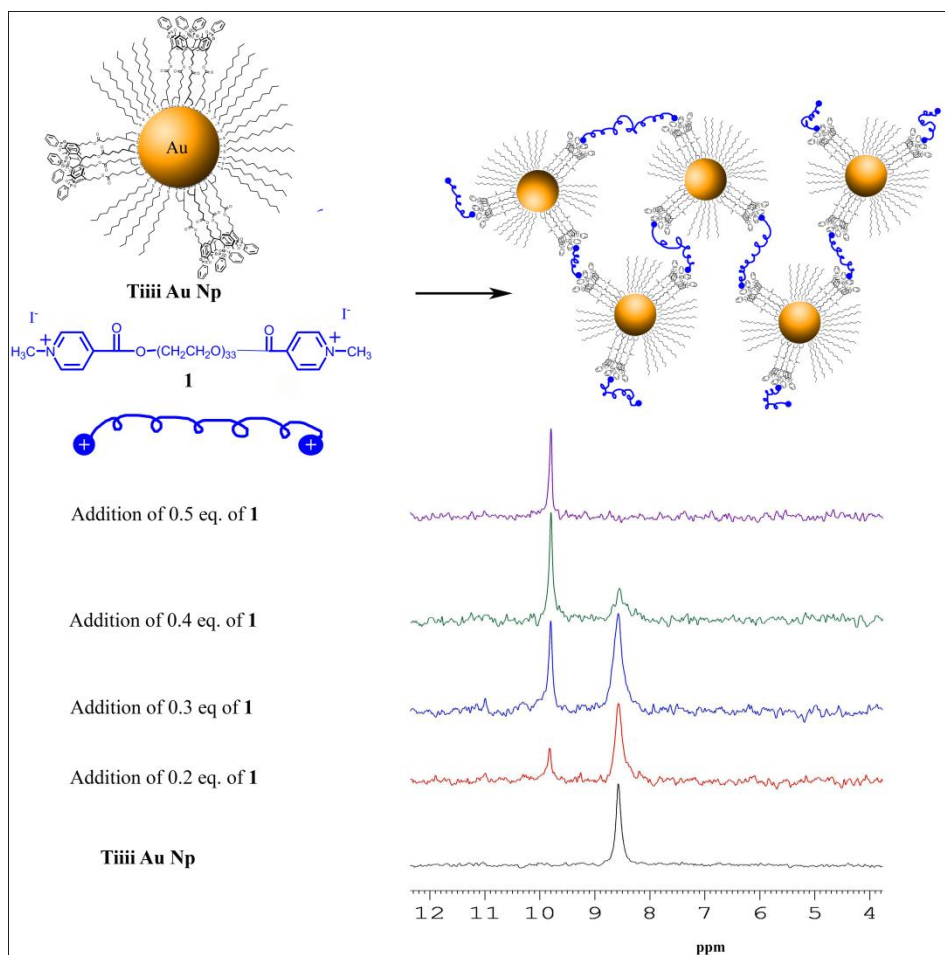 Au
Tiiii Au Np
I⁻
I⁻
O
O
H3C-N
+
O-(CH2CH2O)33
N-CH3
+
1
+
+
Addition of 0.5 eq. of 1
Addition of 0.4 eq. of 1
Addition of 0.3 eq of 1
Addition of 0.2 eq. of 1
Tiiii Au Np
12 11 10 9 8 7 6 5 4
ppm